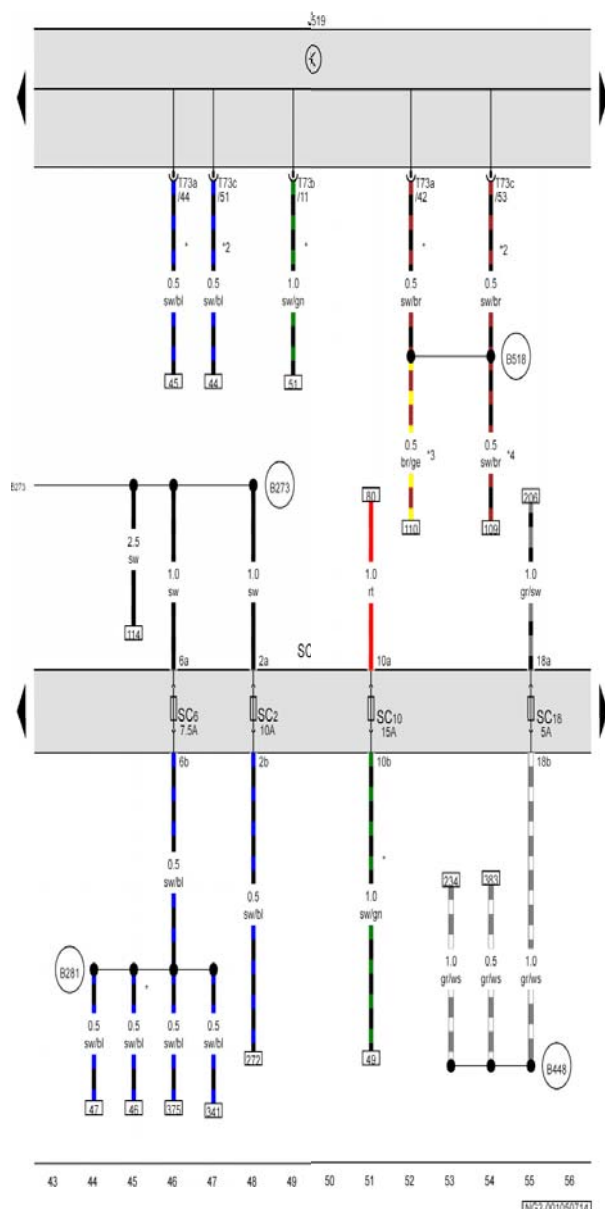 J519
T73a T73c T73b T73a T73c
/44 /51 /11 /42 /53
* *2 * * *2
0.5 0.5 1.0 0.5 0.5
sw/bl sw/bl sw/gn sw/br sw/br
B518
45 44 51
0.5 *3 0.5 *4
br/ge sw/br
B273 B273
80 206
110 109
2.5
sw
1.0 1.0 1.0 1.0
sw sw rt gr/sw
114
SC
6a 2a 10a 18a
SC6 SC2 SC10 SC18
7.5A 10A 15A 5A
6b 2b 10b 18b
*
0.5
sw/bl
234 383
0.5 1.0
sw/bl sw/gn
B281
*
1.0 0.5 1.0
gr/ws gr/ws gr/ws
0.5 0.5 0.5 0.5
sw/bl sw/bl sw/bl sw/bl
272 49
B448
47 46 375 341
43 44 45 46 47 48 49 50 51 52 53 54 55 56
NG2-001050714